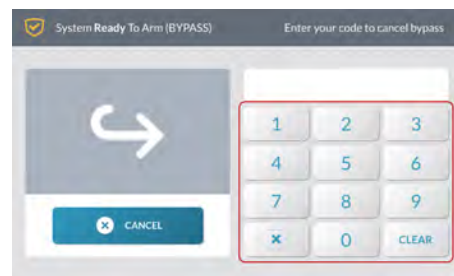 System Ready To Arm (BYPASS)
Enter your code to cancel bypass
1 2 3
4 5 6
7 8 9
CANCEL
× 0 CLEAR